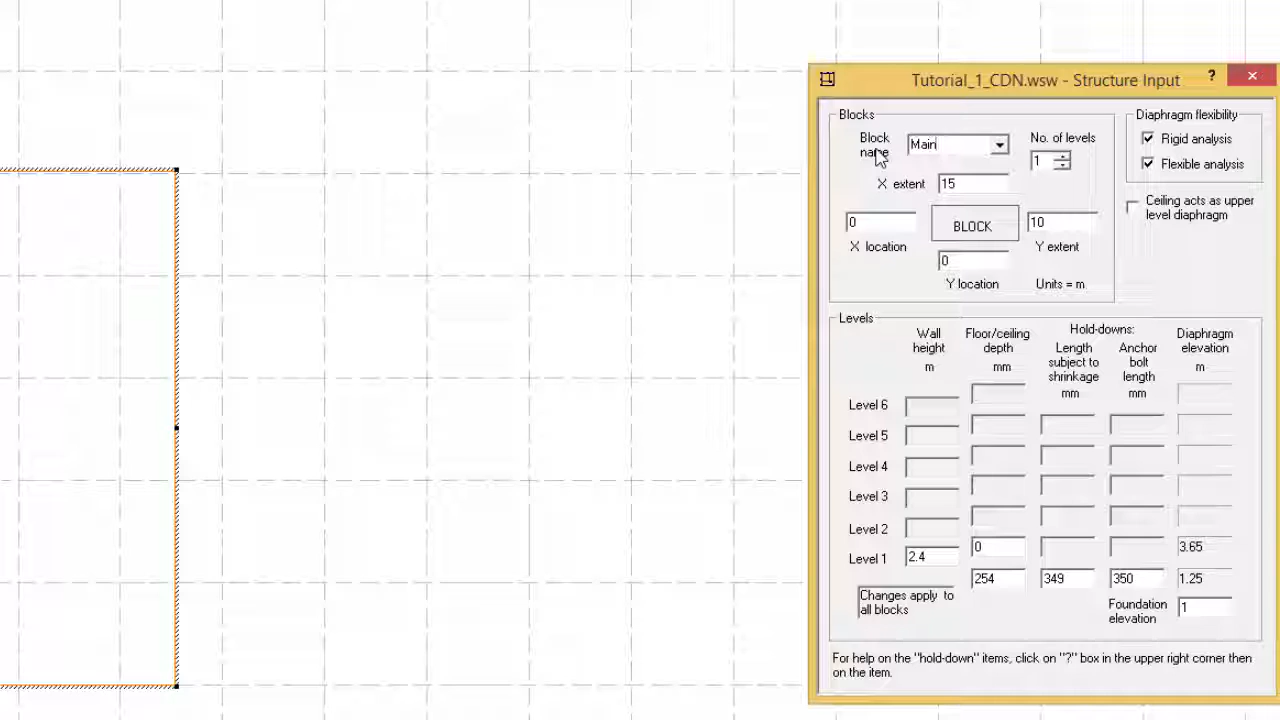 Tutorial_1_CDN.wsw - Structure Input
?
Blocks
Block name
Main
No. of levels
1
X extent
15
0
BLOCK
10
X location
Y extent
0
Y location
Units = m
Diaphragm flexibility
Rigid analysis
Flexible analysis
Ceiling acts as upper
level diaphragm
Levels
Wall
height
m
Floor/ceiling
depth
mm
Hold-downs:
Length
subject to
shrinkage
mm
Anchor
bolt
length
mm
Diaphragm
elevation
m
Level 6
Level 5
Level 4
Level 3
Level 2
Level 1
2.4
0
3.65
254
349
350
1.25
Changes apply to
all blocks
Foundation
elevation
1
For help on the "hold-down" items, click on "?" box in the upper right corner then
on the item.